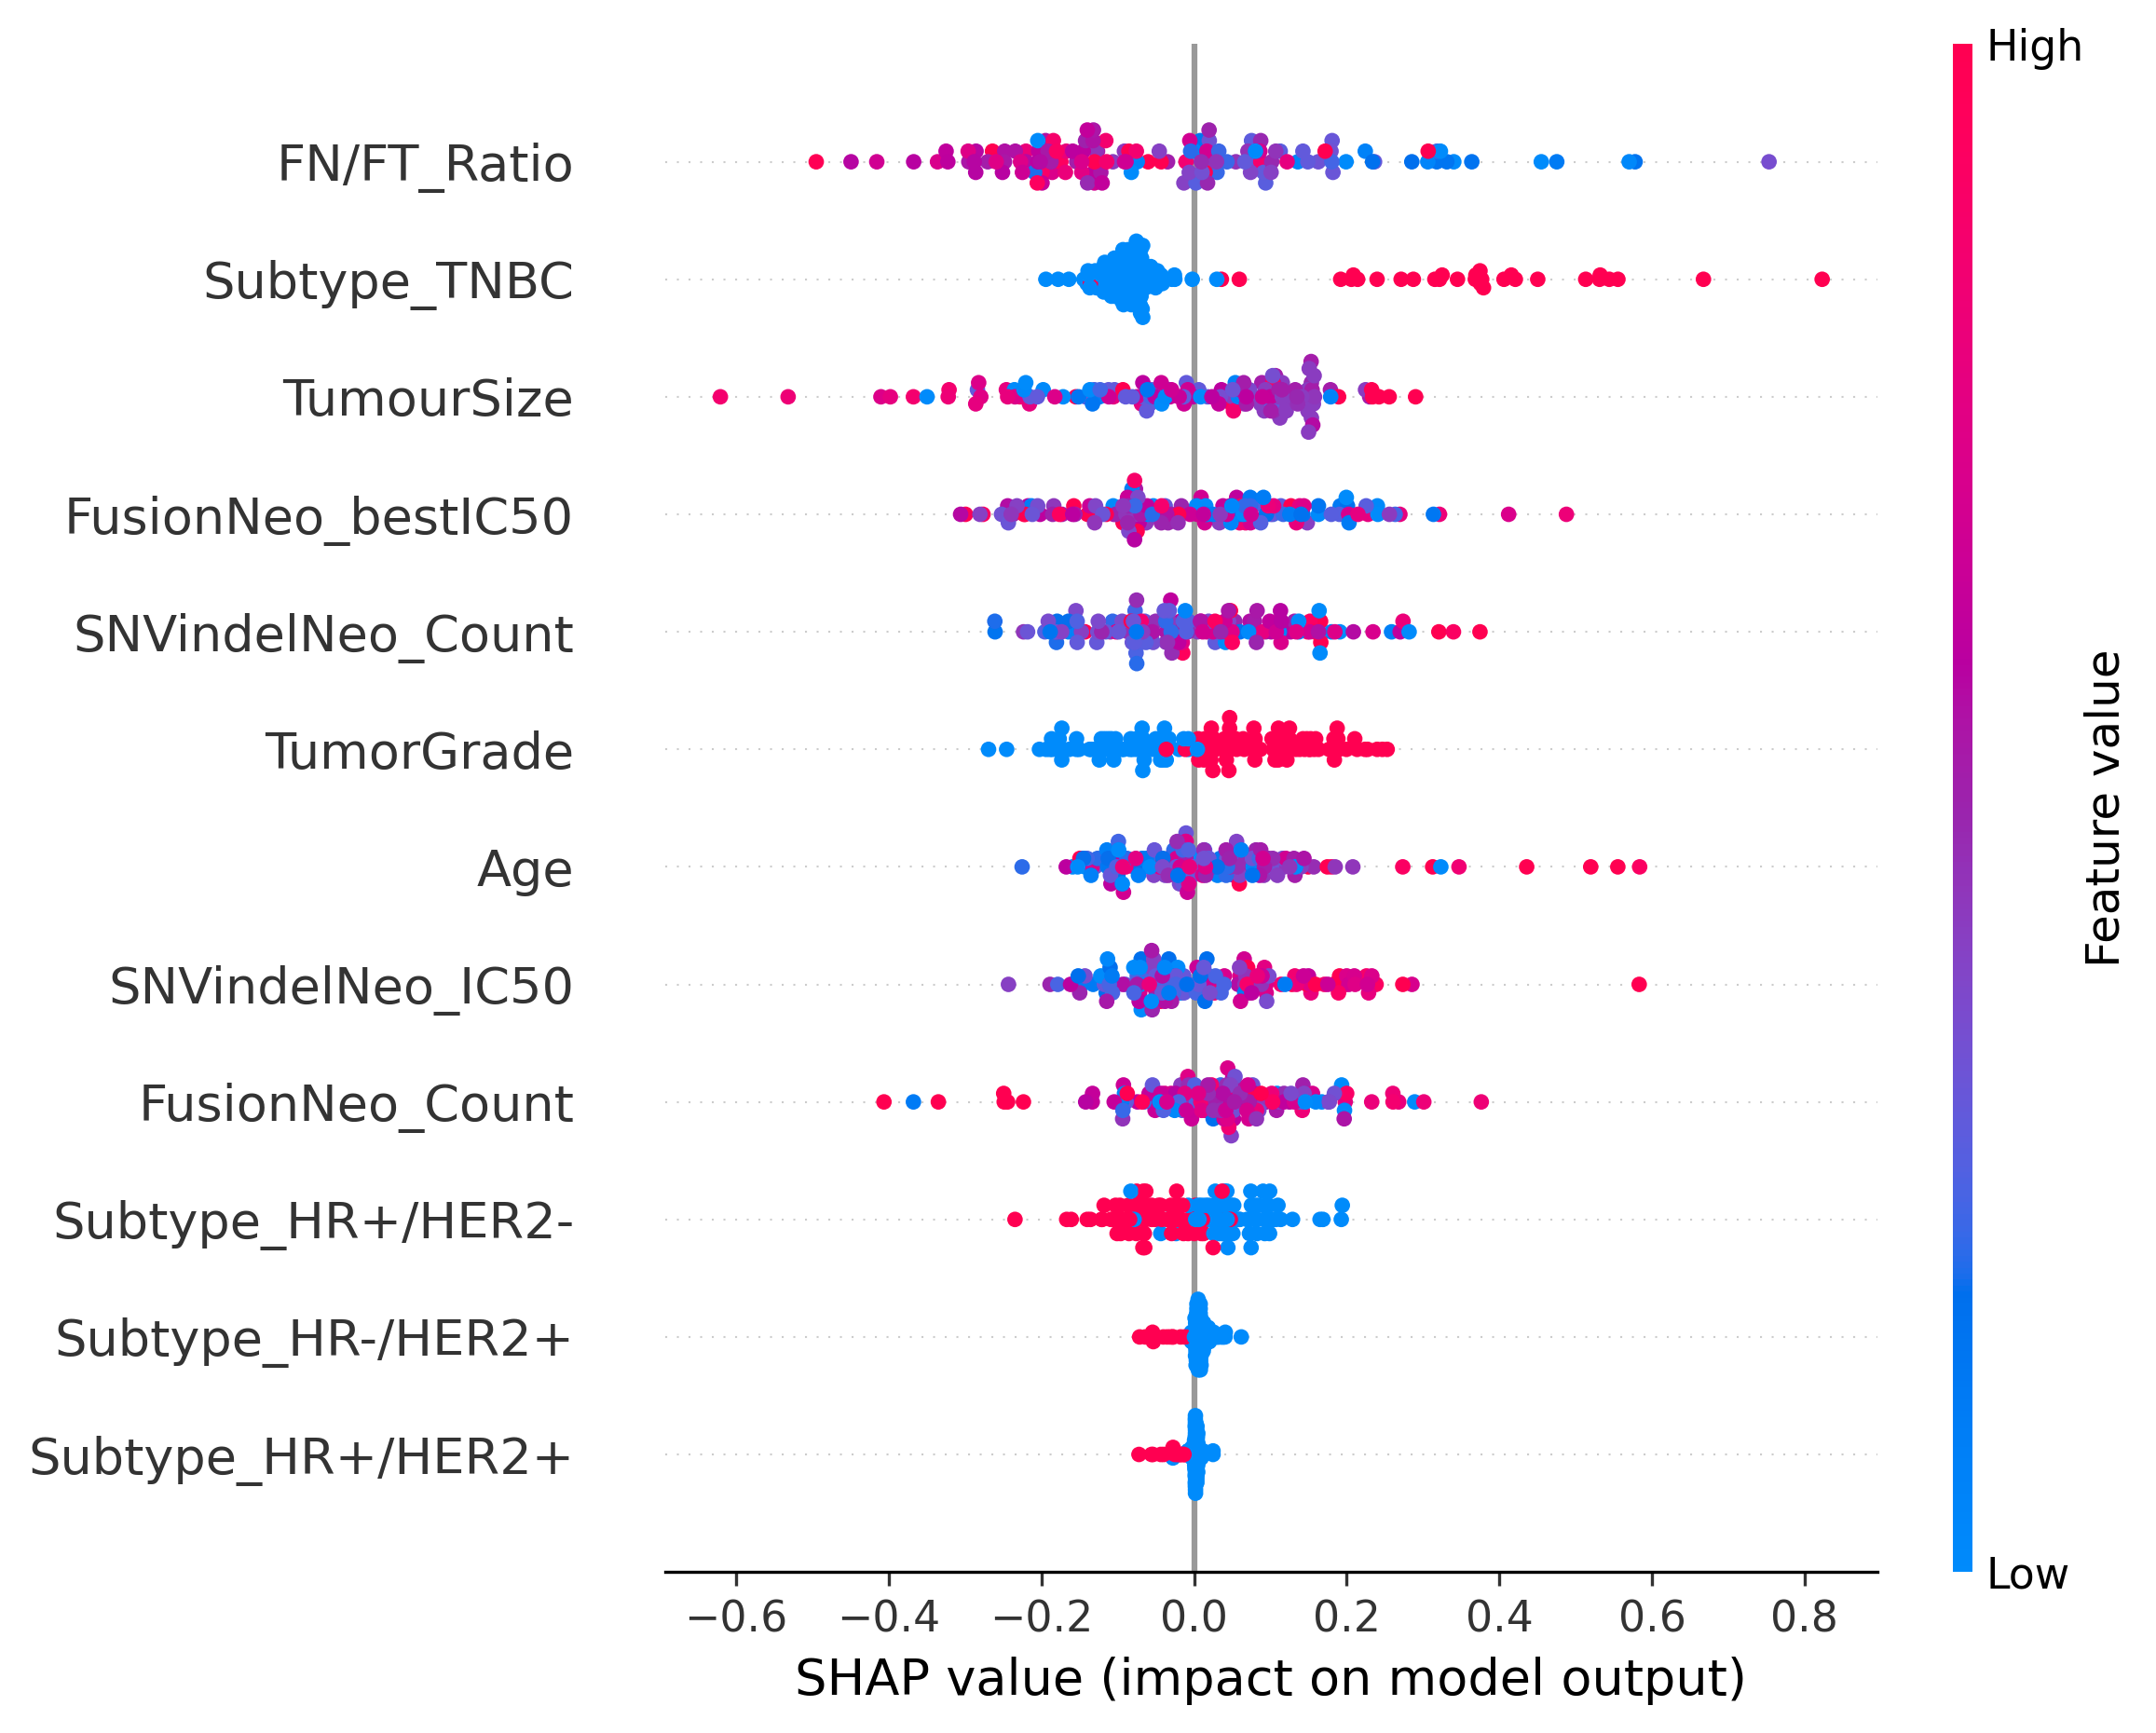 High
FN/FT_Ratio
Subtype_TNBC
TumourSize
FusionNeo_bestIC50
SNVindelNeo_Count
TumorGrade
Age
SNVindelNeo_IC50
FusionNeo_Count
Subtype_HR+/HER2-
Subtype_HR-/HER2+
Subtype_HR+/HER2+
Feature value
Low
−0.6 −0.4 −0.2 0.0 0.2 0.4 0.6 0.8
SHAP value (impact on model output)